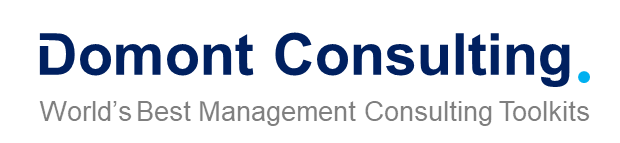 Domont Consulting.
World's Best Management Consulting Toolkits